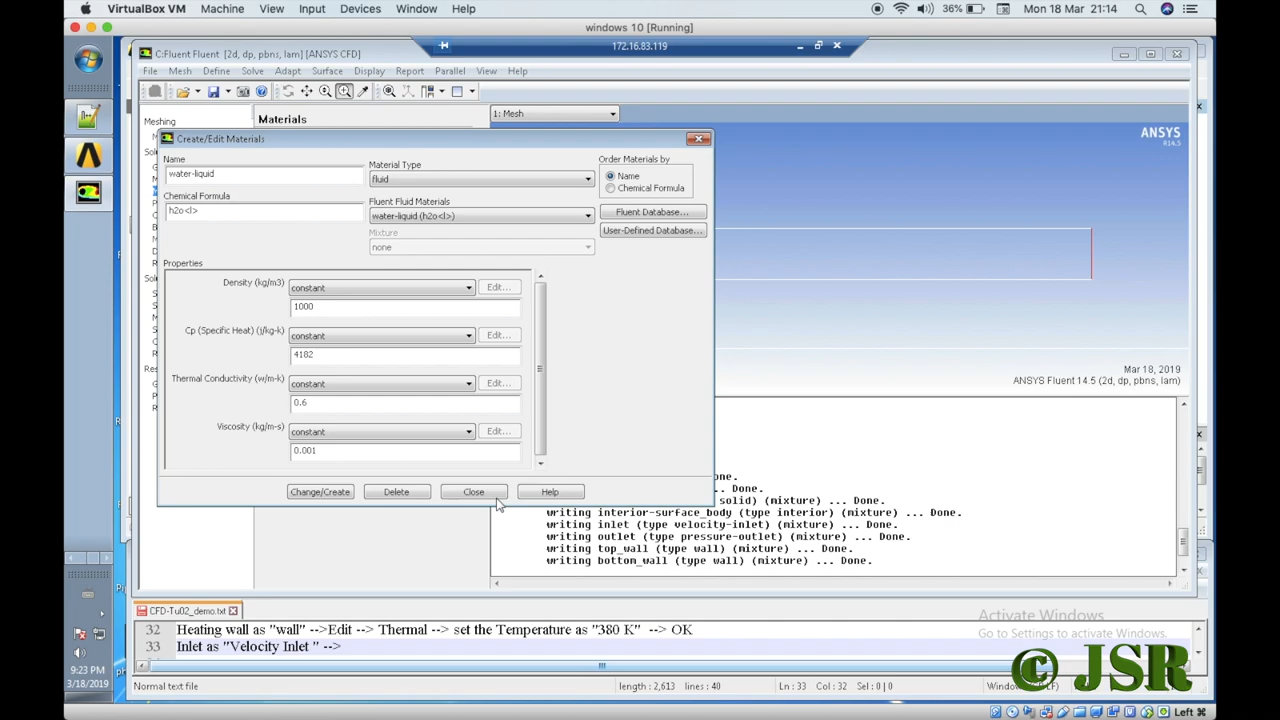 VirtualBox VM Machine View Input Devices Window Help
36% Mon 18 Mar 21:14
windows 10 [Running]
172.16.83.119
C:Fluent Fluent [2d, dp, pbns, lam] [ANSYS CFD]
File Mesh Define Solve Adapt Surface Display Report Parallel View Help
Meshing
Materials
1: Mesh
Create/Edit Materials
ANSYS
R14.5
Name
water-liquid
Material Type
fluid
Order Materials by
Name
Chemical Formula
Chemical Formula
h2o<l>
Fluent Fluid Materials
water-liquid (h2o<l>)
Fluent Database...
User-Defined Database...
Mixture
none
Properties
Density (kg/m3)
constant
Edit...
1000
Cp (Specific Heat) (j/kg-k)
constant
Edit...
4182
Thermal Conductivity (w/m-k)
constant
Edit...
0.6
Viscosity (kg/m-s)
constant
Edit...
0.001
Change/Create
Delete
Close
Help
Mar 18, 2019
ANSYS Fluent 14.5 (2d, dp, pbns, lam)
Done.
solid) (mixture) ... Done.
writing interior-surface_body (type interior) (mixture) ... Done.
writing inlet (type velocity-inlet) (mixture) ... Done.
writing outlet (type pressure-outlet) (mixture) ... Done.
writing top_wall (type wall) (mixture) ... Done.
writing bottom_wall (type wall) (mixture) ... Done.
CFD-Tu02_demo.txt
32 Heating wall as "wall" -->Edit --> Thermal --> set the Temperature as "380 K" --> OK
33 Inlet as "Velocity Inlet " -->
Activate Windows
Go to Settings to activate Windows.
Normal text file
length : 2,613 lines : 40
Ln : 33 Col : 32 Sel : 0 | 0
9:23 PM
3/18/2019
© JSR
Left ⌘